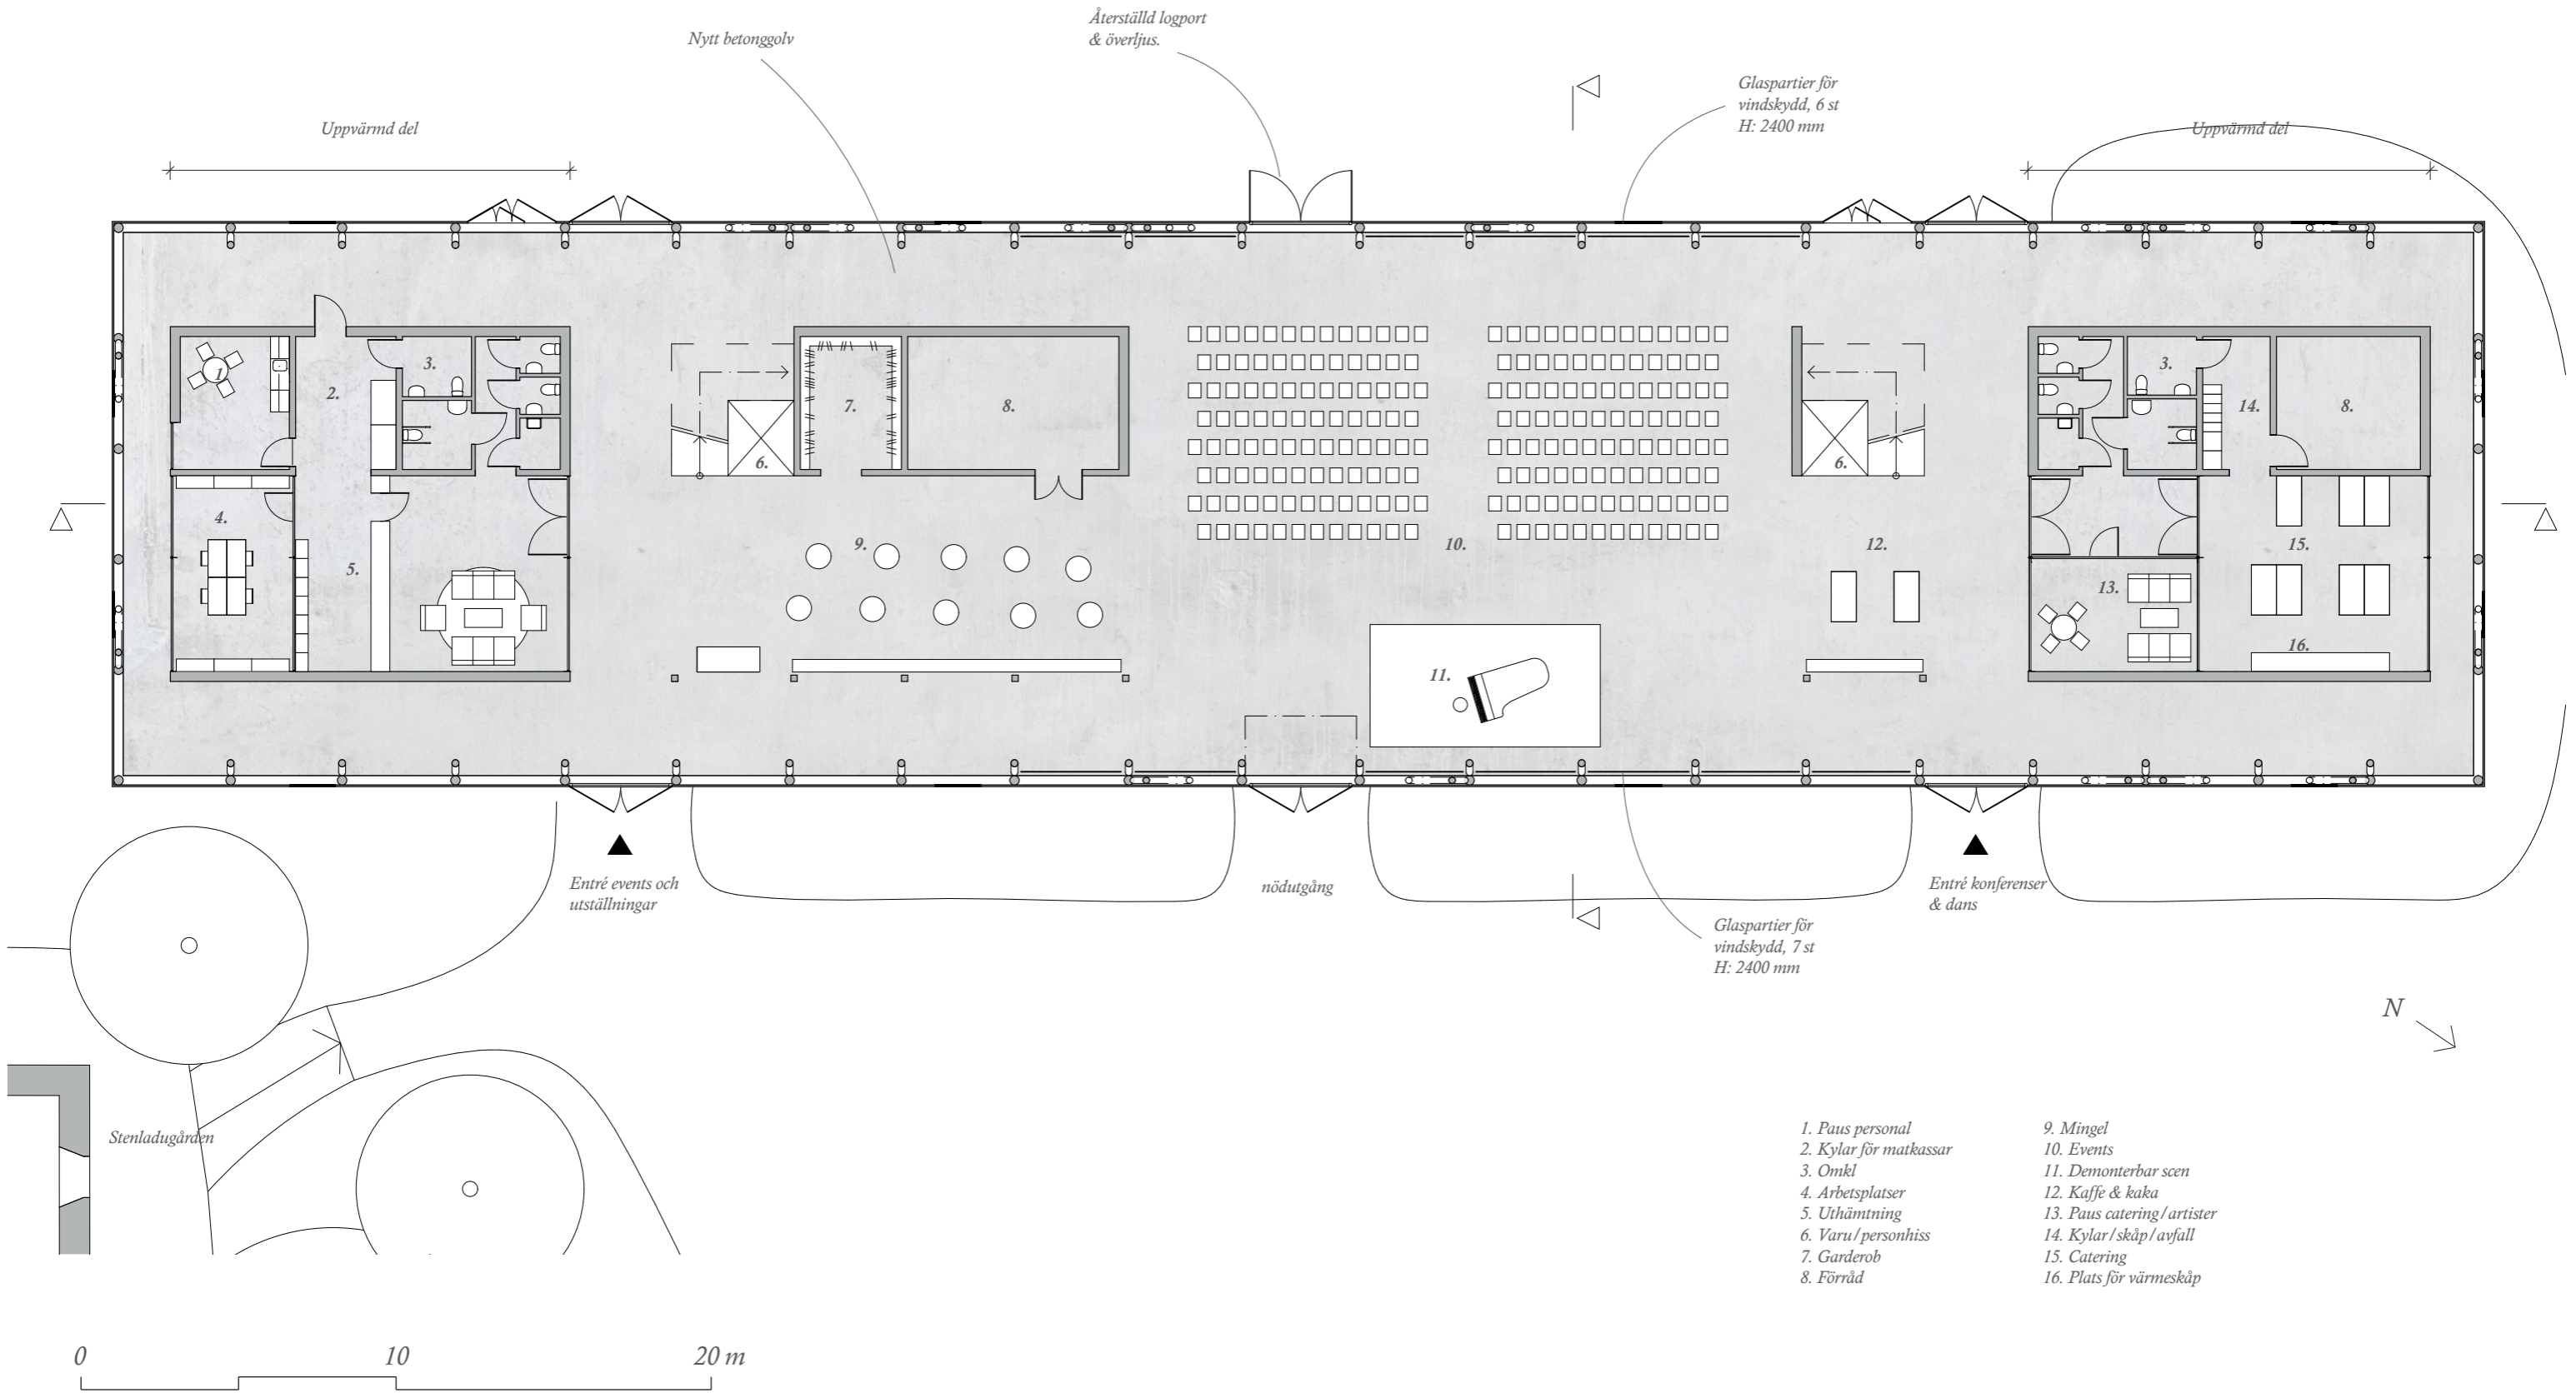 Återställd logport
& överljus.
Nytt betonggolv
Glaspartier för
vindskydd, 6 st
H: 2400 mm
Uppvärmd del
Uppvärmd del
1
2.
3.
4.
5.
6.
7.
8.
9.
10.
11.
6.
12.
3.
14.
8.
13.
15.
16.
Entré events och
utställningar
nödutgång
Entré konferenser
& dans
Glaspartier för
vindskydd, 7 st
H: 2400 mm
N
Stenladugården
1. Paus personal
2. Kylar för matkassar
3. Omkl
4. Arbetsplatser
5. Uthämtning
6. Varu/personhiss
7. Garderob
8. Förråd
9. Mingel
10. Events
11. Demonterbar scen
12. Kaffe & kaka
13. Paus catering/artister
14. Kylar/skåp/avfall
15. Catering
16. Plats för värmeskåp
0 10 20 m